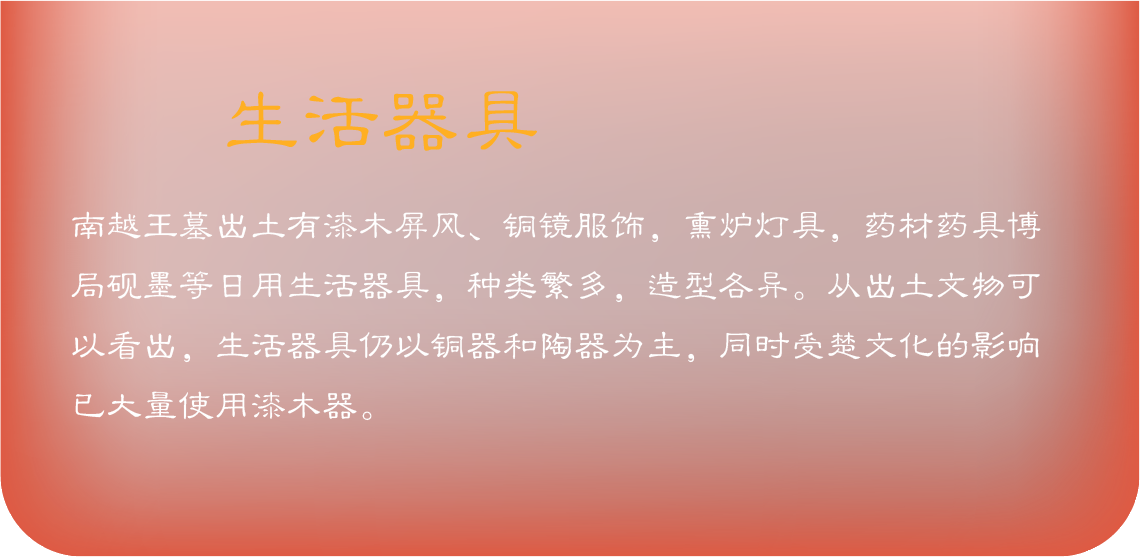 生活器具
南越王墓出土有漆木屏风、铜镜服饰，熏炉灯具，药材药具博
局砚墨等日用生活器具，种类繁多，造型各异。从出土文物可
以看出，生活器具仍以铜器和陶器为主，同时受楚文化的影响
已大量使用漆木器。